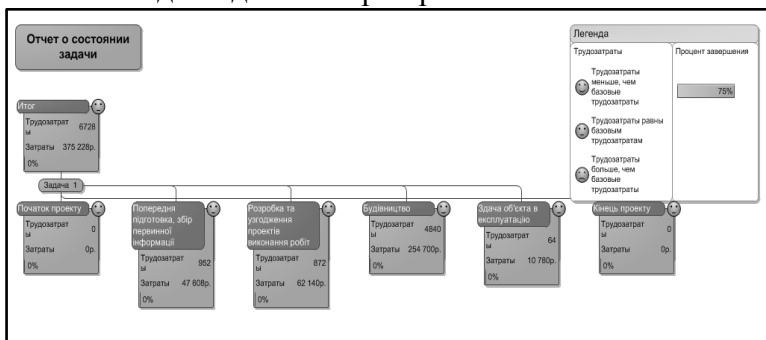 Отчет о состоянии
задачи
Легенда
Трудозатраты
Процент завершения
Трудозатраты
меньше, чем
базовые
трудозатраты
75%
Трудозатраты равны
базовым
трудозатратам
Трудозатраты
больше, чем
базовые
трудозатраты
Итог
Трудозатрат
ы
6728
Затраты 375 228р.
0%
Задача 1
Початок проекту
Трудозатрат
ы
0
Затраты 0р.
0%
Попередня
підготовка, збір
первинної
інформації
Трудозатрат
ы
952
Затраты 47 608р.
0%
Розробка та
узгодження
проектів
виконання робіт
Трудозатрат
ы
872
Затраты 62 140р.
0%
Будівництво
Трудозатрат
ы
4840
Затраты 254 700р.
0%
Здача об'єкта в
експлуатацію
Трудозатрат
ы
64
Затраты 10 780р.
0%
Кінець проекту
Трудозатрат
ы
0
Затраты 0р.
0%